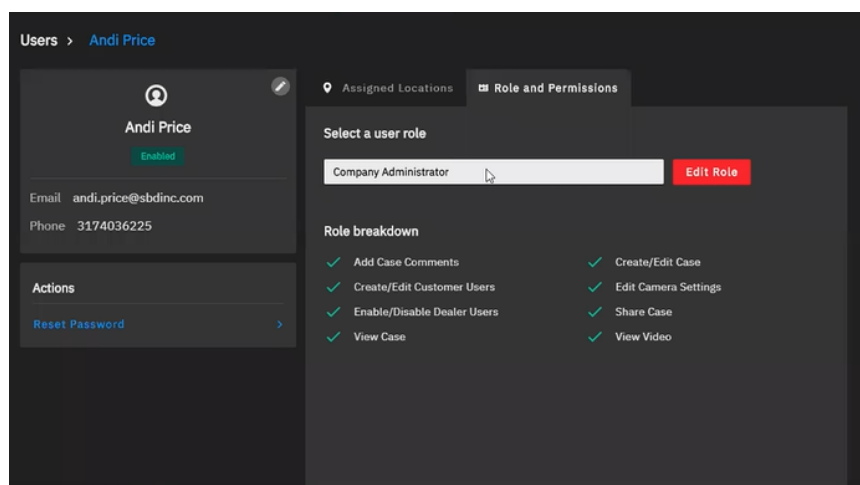 Users > Andi Price
Andi Price
Enabled
Email andi.price@sbdinc.com
Phone 3174036225
Actions
Reset Password >
Assigned Locations Role and Permissions
Select a user role
Company Administrator Edit Role
Role breakdown
Add Case Comments Create/Edit Case
Create/Edit Customer Users Edit Camera Settings
Enable/Disable Dealer Users Share Case
View Case View Video